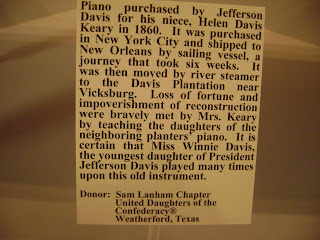 Piano purchased by Jefferson
Davis for his niece, Helen Davis
Keary in 1860. It was purchased
in New York City and shipped to
New Orleans by sailing vessel, a
journey that took six weeks. It
was then moved by river steamer
to the Davis Plantation near
Vicksburg. Loss of fortune and
impoverishment of reconstruction
were bravely met by Mrs. Keary
by teaching the daughters of the
neighboring planters' piano. It is
certain that Miss Winnie Davis,
the youngest daughter of President
Jefferson Davis played many times
upon this old instrument.
Donor: Sam Lanham Chapter
United Daughters of the
Confederacy®
Weatherford, Texas